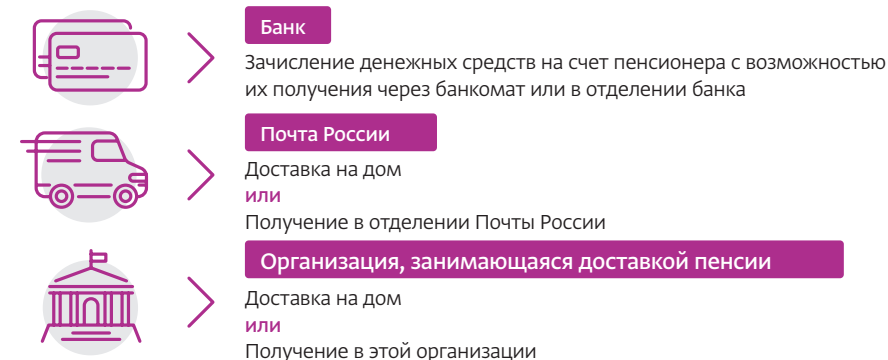 Банк
Зачисление денежных средств на счет пенсионера с возможностью
их получения через банкомат или в отделении банка
Почта России
Доставка на дом
или
Получение в отделении Почты России
Организация, занимающаяся доставкой пенсии
Доставка на дом
или
Получение в этой организации